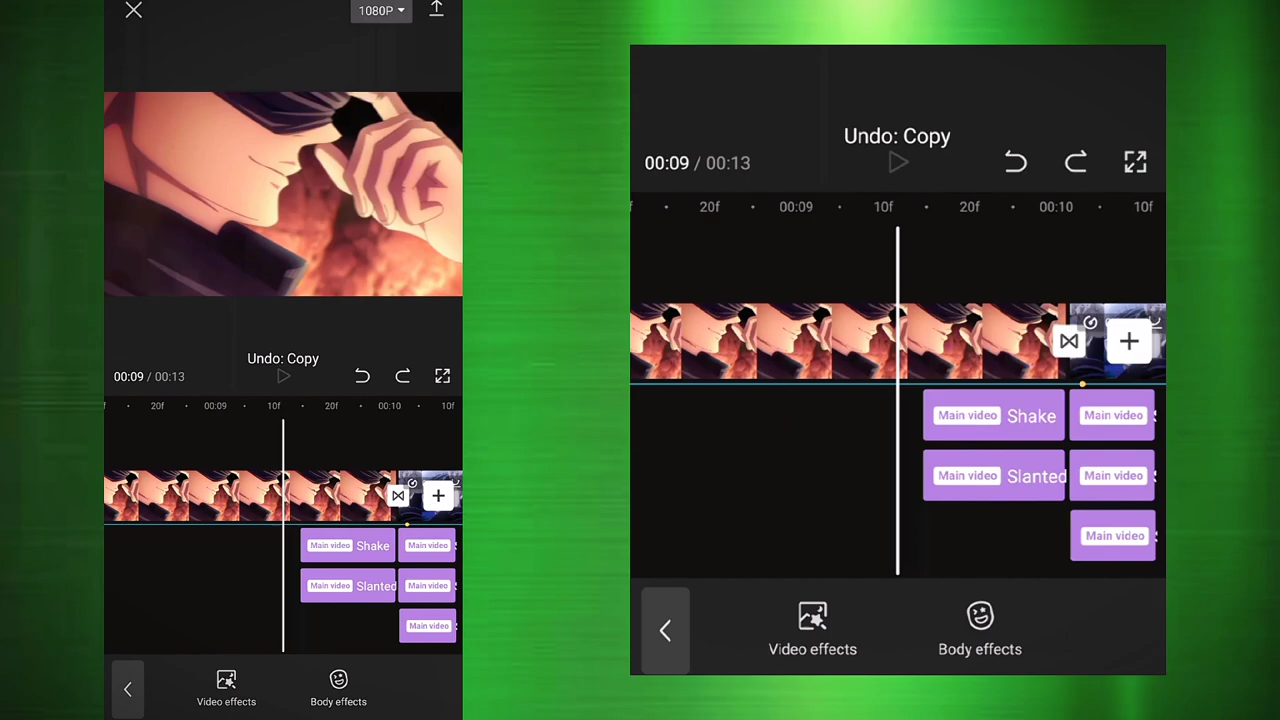 1080P
Undo: Copy
00:09 / 00:13
20f 00:09 10f 20f 00:10 10f
Main video Shake Main video
Main video Slanted Main video
Main video
Video effects Body effects
Undo: Copy
00:09 / 00:13
f 20f 00:09 10f 20f 00:10 10f
Main video Shake Main video
Main video Slanted Main video
Main video
Video effects Body effects